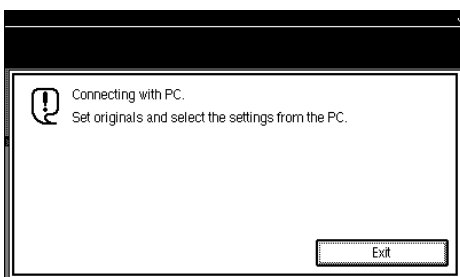 Connecting with PC.
Set originals and select the settings from the PC.
Exit